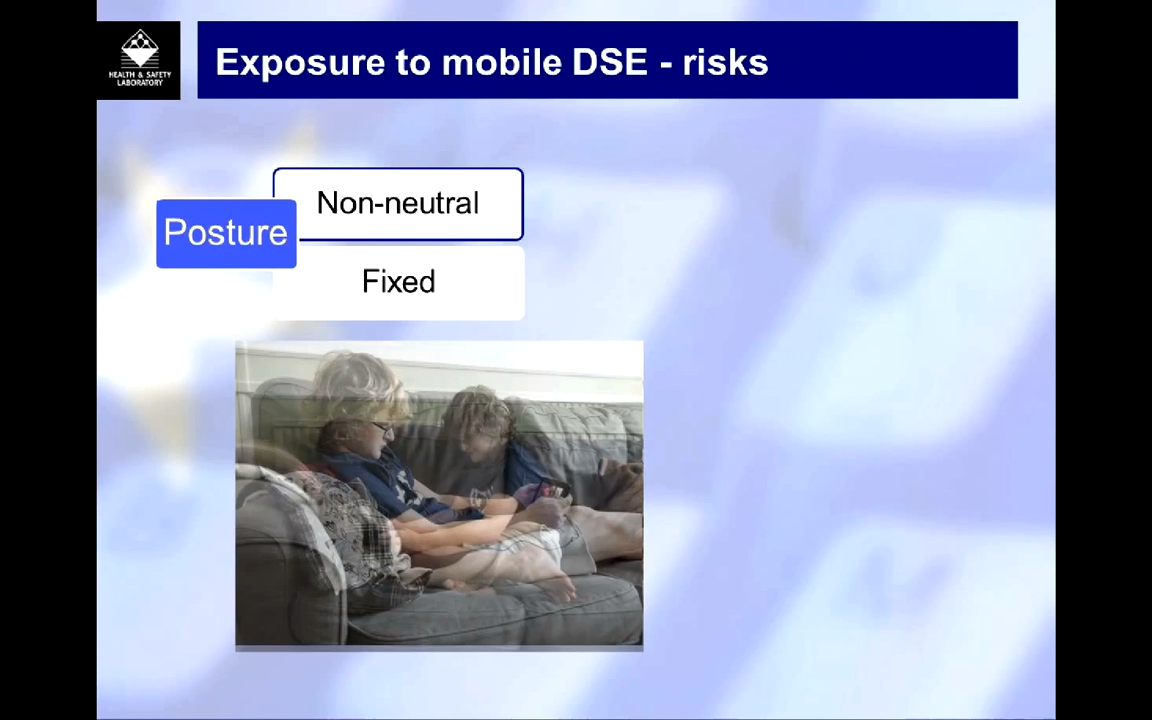 HEALTH & SAFETY
LABORATORY
Exposure to mobile DSE - risks
Non-neutral
Posture
Fixed